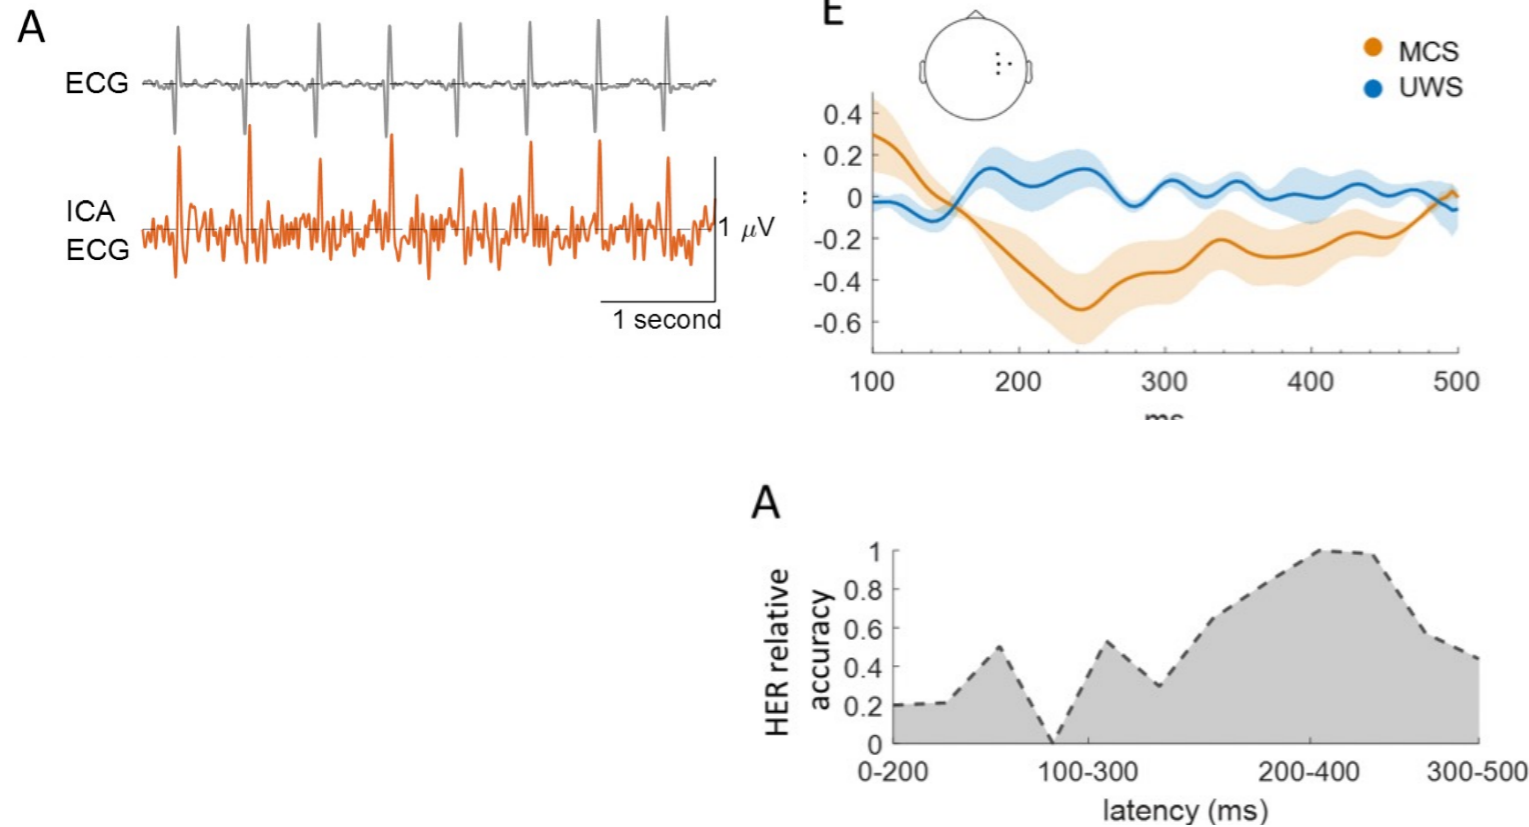 A
ECG
ICA
ECG
1 μV
1 second
E
MCS
UWS
0.4
0.2
0
-0.2
-0.4
-0.6
100 200 300 400 500
ms
A
HER relative
accuracy
1
0.8
0.6
0.4
0.2
0
0-200 100-300 200-400 300-500
latency (ms)